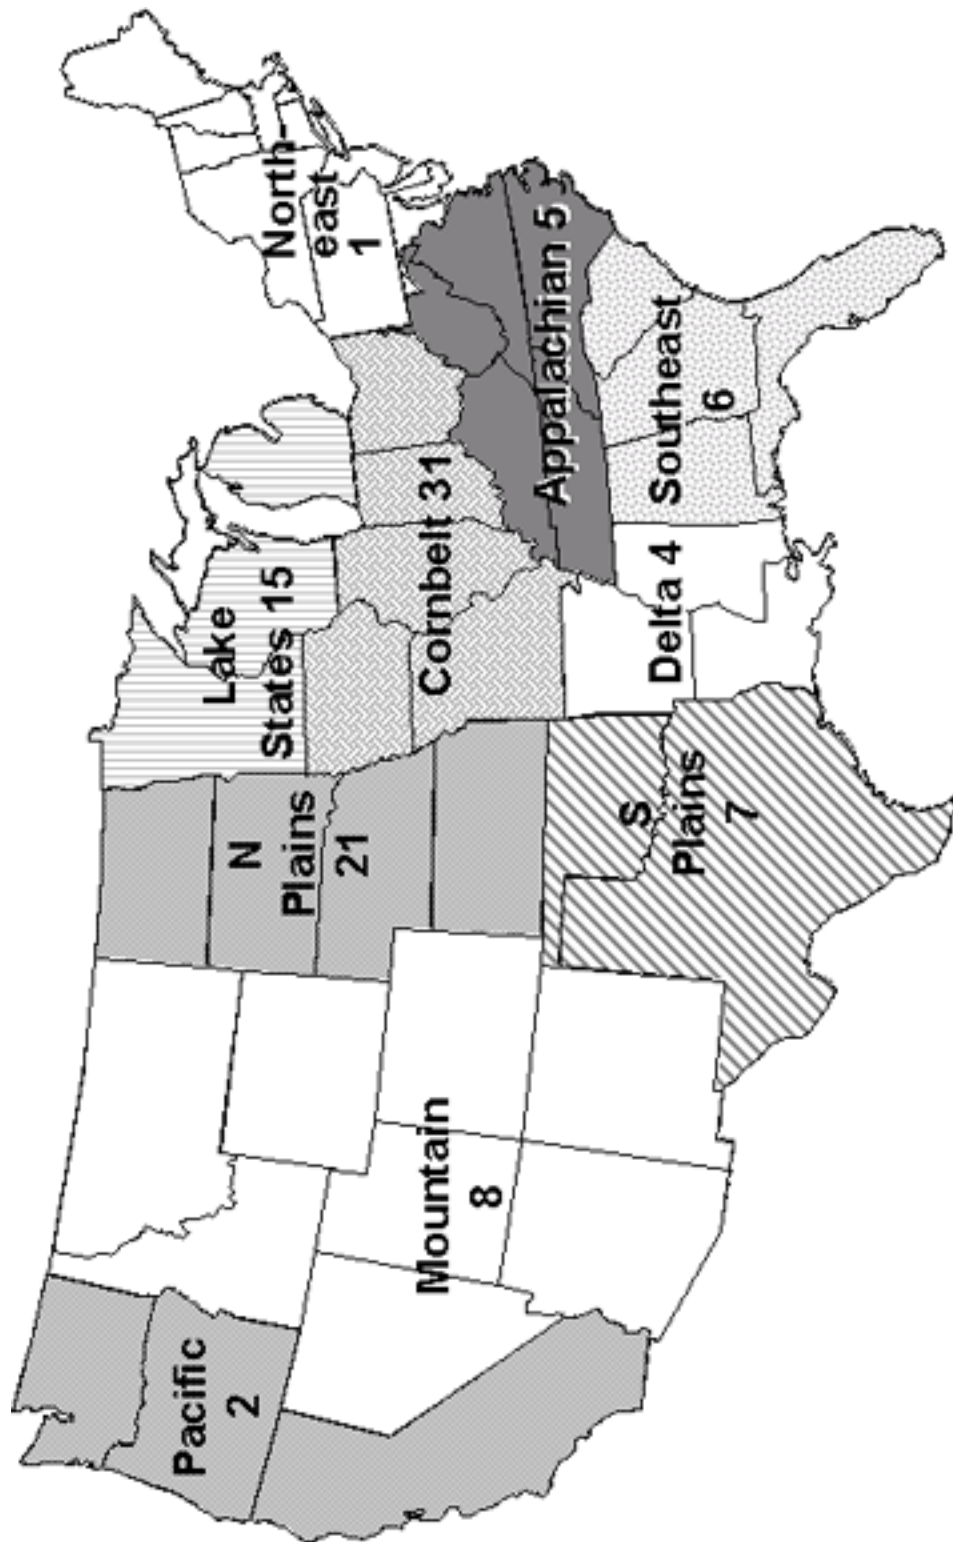 Pacific
2
Mountain
8
N
Plains
21
S
Plains
7
Lake
States 15
Cornbelt 31
Delta 4
Appalachian 5
Southeast
6
North-
east
1